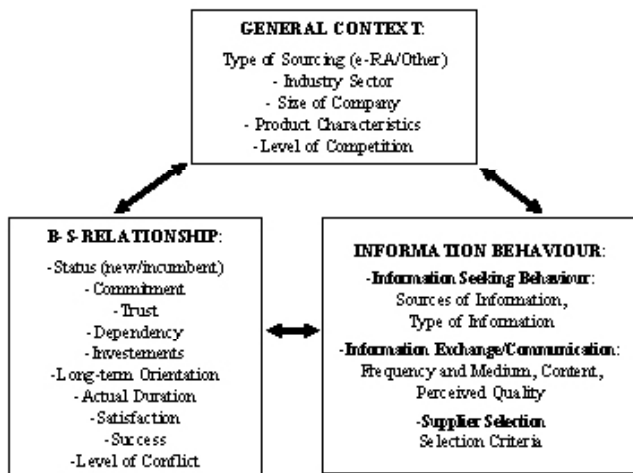 GENERAL CONTEXT:
Type of Sourcing (e-RA/Other)
- Industry Sector
- Size of Company
- Product Characteristics
-Level of Competition
B-S-RELATIONSHIP:
-Status (new/incumbent)
-Commitment
-Trust
-Dependency
-Investements
-Long-term Orientation
-Actual Duration
-Satisfaction
-Success
-Level of Conflict
INFORMATION BEHAVIOUR:
-Information Seeking Behaviour:
Sources of Information,
Type of Information
-Information Exchange/Communication:
Frequency and Medium, Content,
Perceived Quality
-Supplier Selection
Selection Criteria